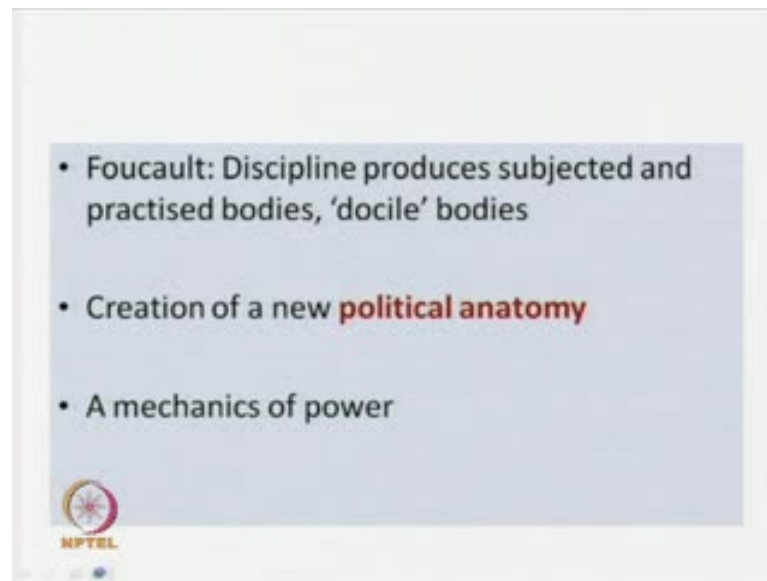 • Foucault: Discipline produces subjected and
practised bodies, ‘docile’ bodies
• Creation of a new political anatomy
• A mechanics of power
NPTEL